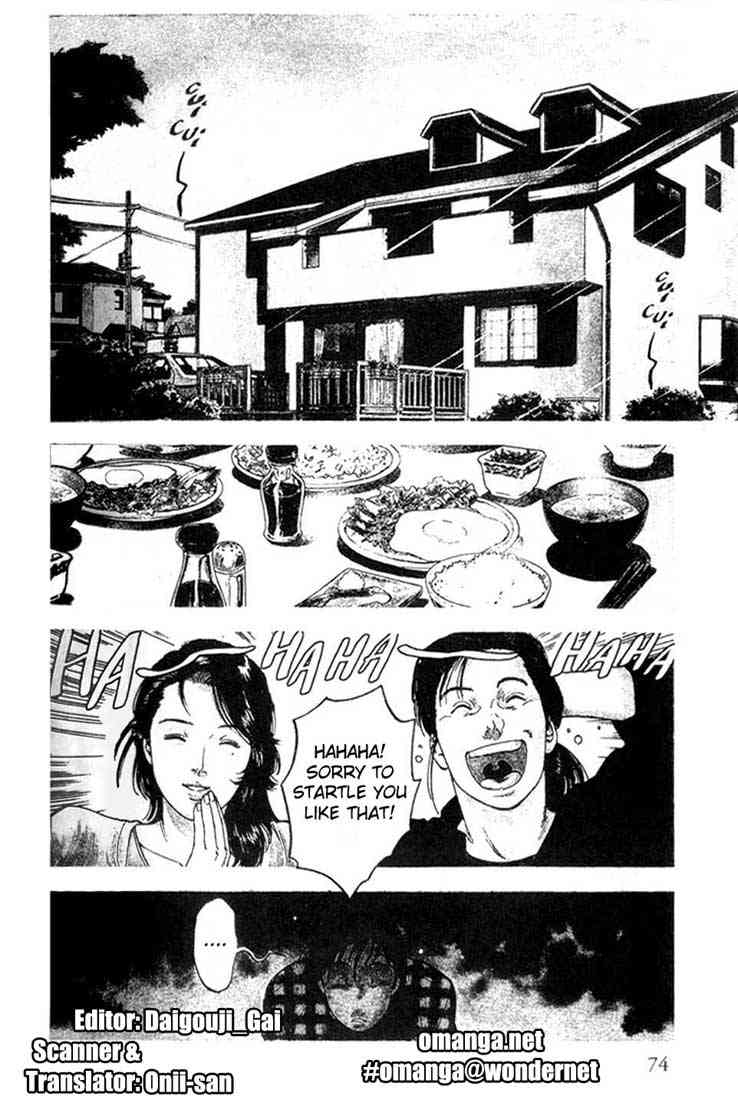 CUI
CUI
CUI
CUI
HA HAHA HAHA
HAHAHA!
SORRY TO
STARTLE YOU
LIKE THAT!
....
Editor: Daigouji_Gai
Scanner &
Translator: Onii-san
omanga.net
#omanga@wondernet
74